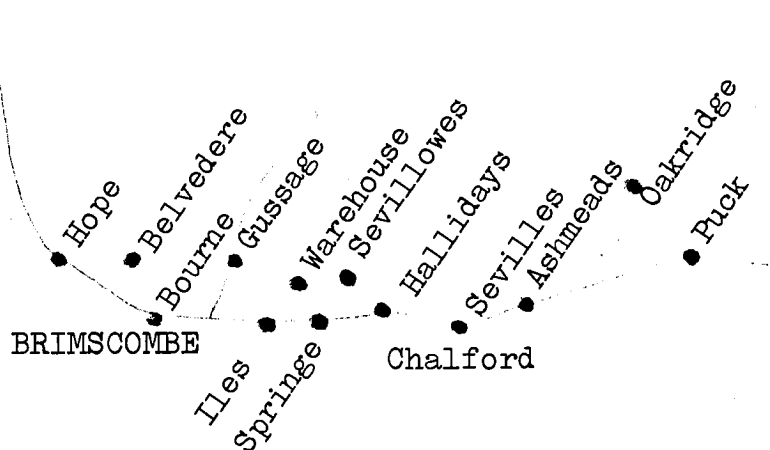 Hope
Belvedere
Bourne
Gussage
Warehouse
Sevillowes
Hallidays
Sevilles
Ashmeads
Oakridge
Puck
BRIMSCOMBE
Iles
Springe
Chalford